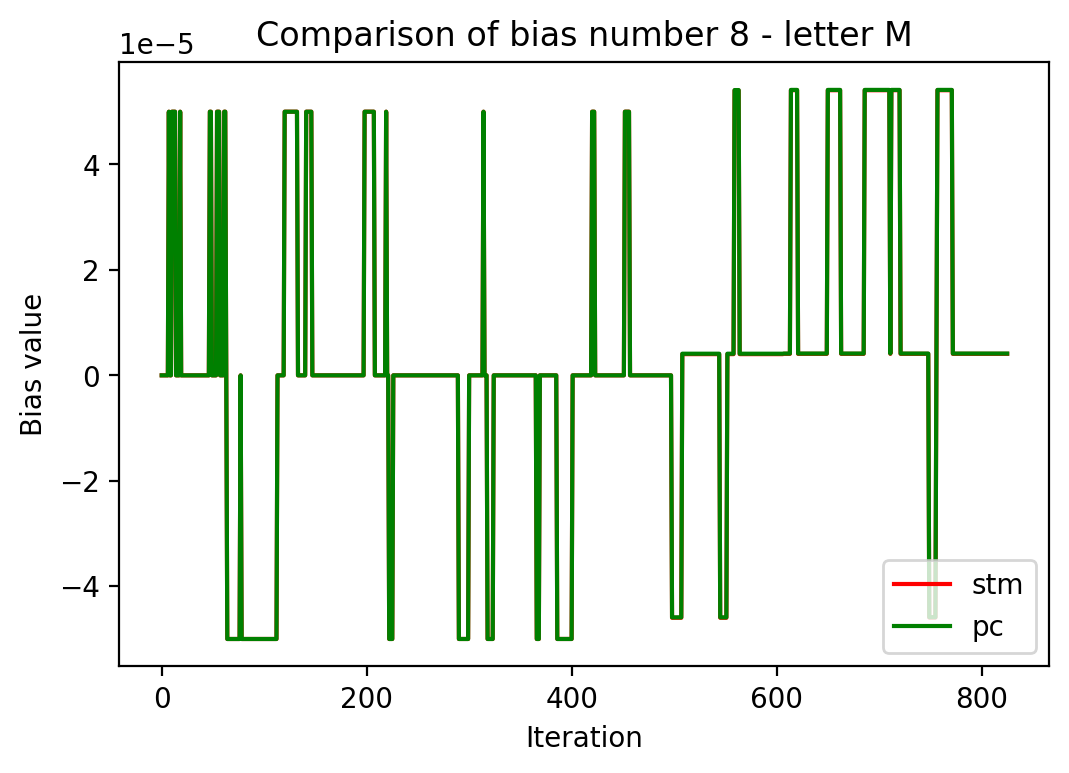 Comparison of bias number 8 - letter M
1e−5
Bias value
4
2
0
−2
−4
0 200 400 600 800
Iteration
stm
pc